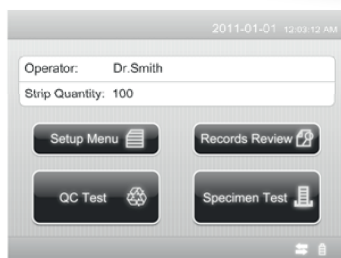 2011-01-01 12:03:12 AM
Operator: Dr.Smith
Strip Quantity: 100
Setup Menu
Records Review
QC Test
Specimen Test